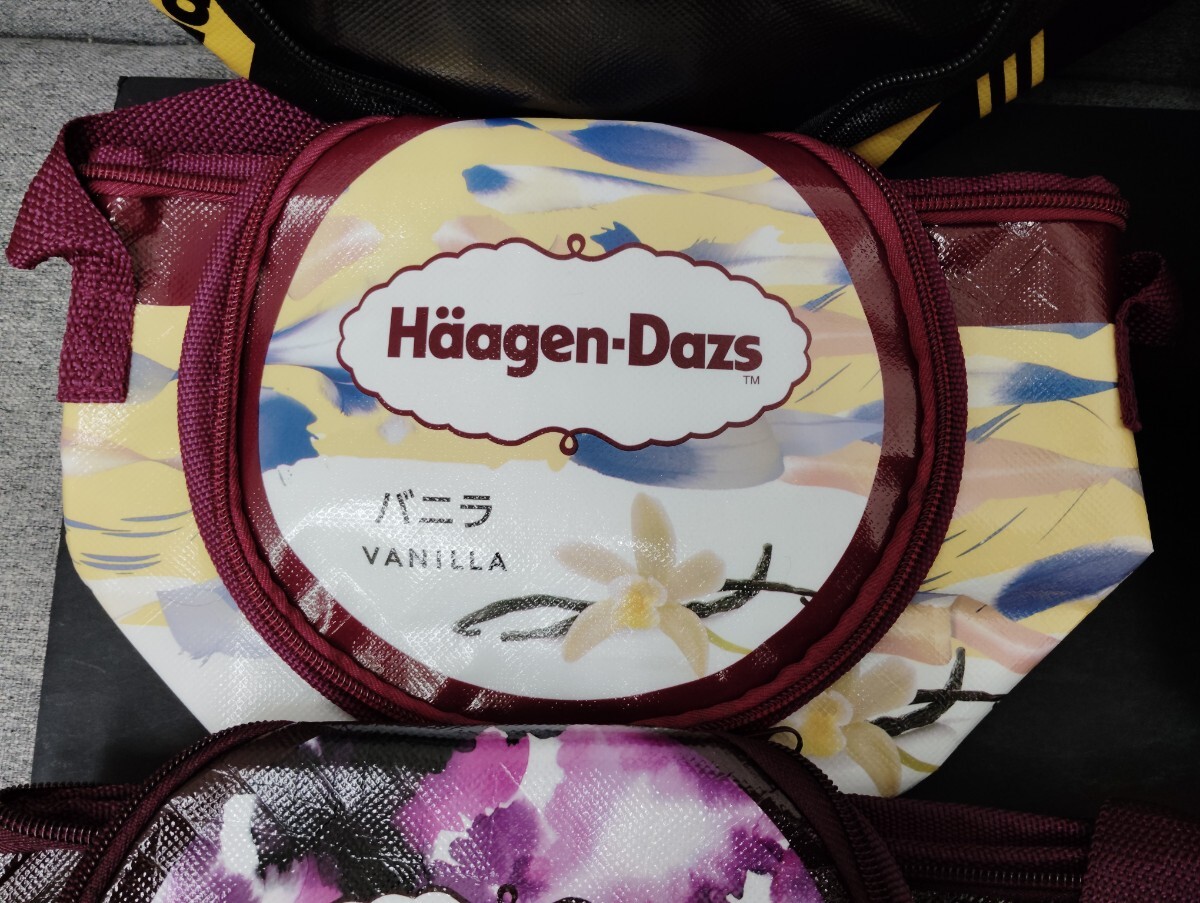 Häagen-Dazs
TM
バニラ
VANILLA